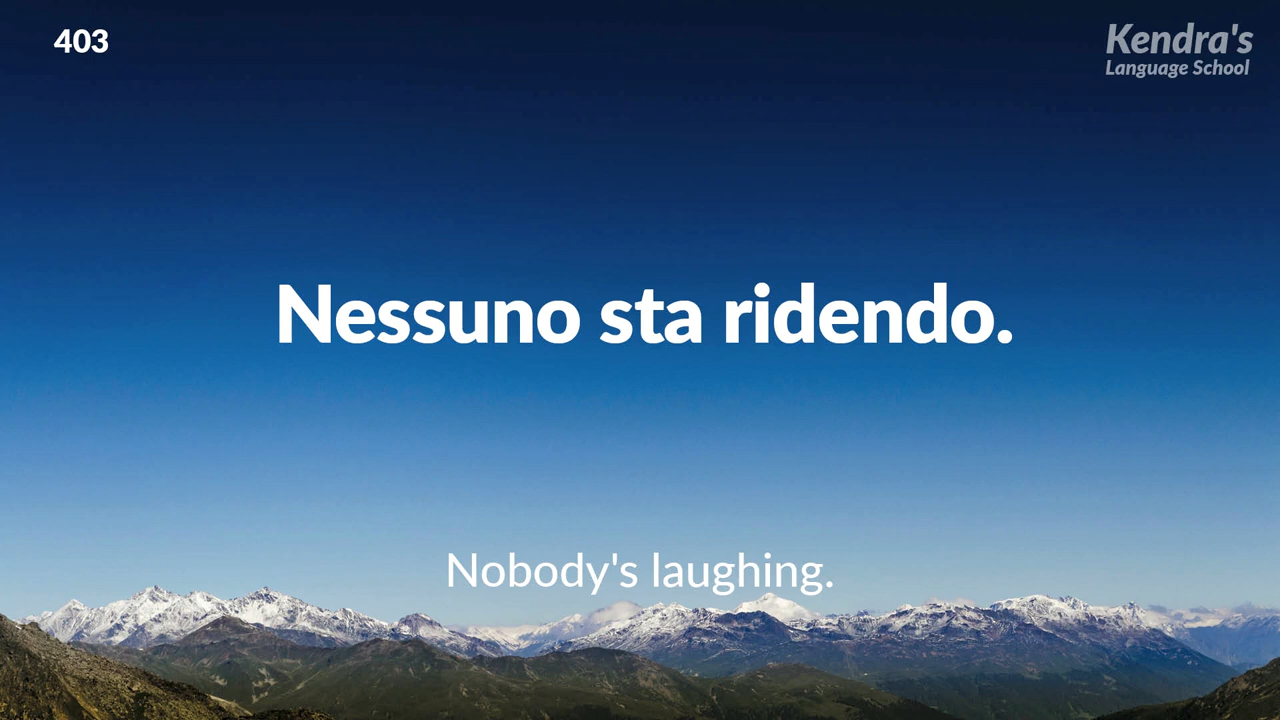 403
Kendra's
Language School
Nessuno sta ridendo.
Nobody's laughing.